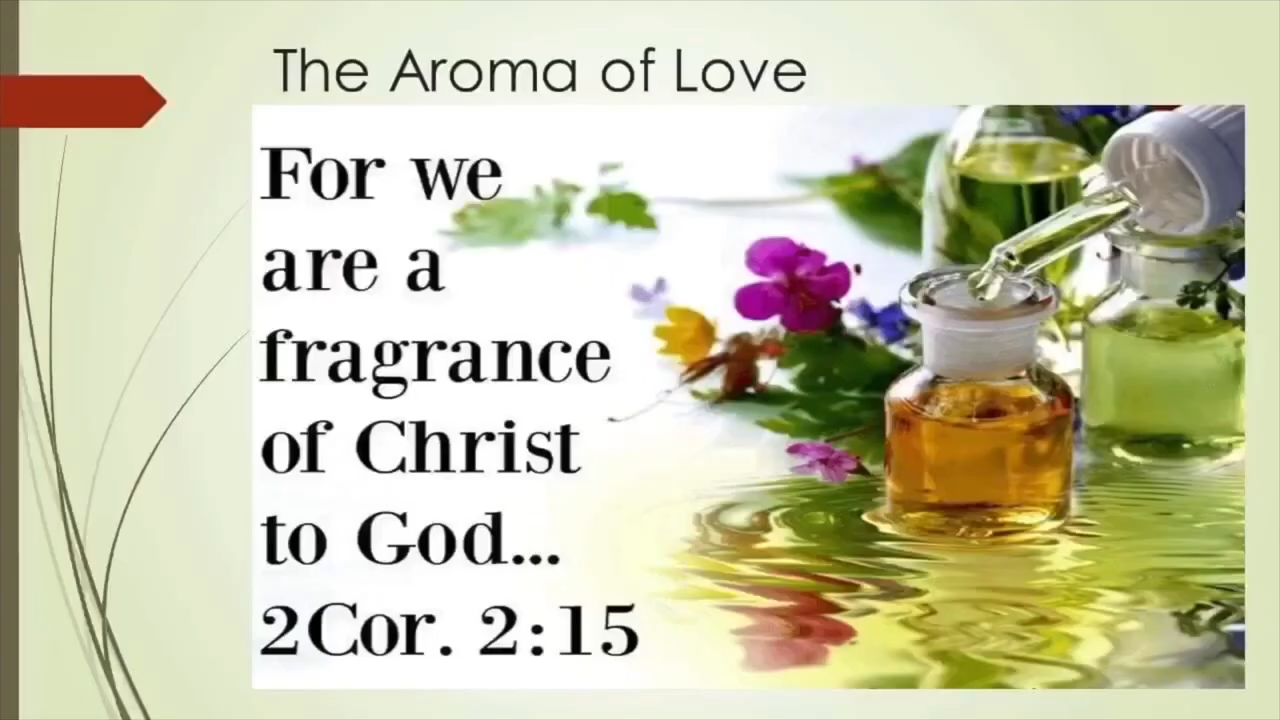 The Aroma of Love
For we
are a
fragrance
of Christ
to God...
2Cor. 2:15